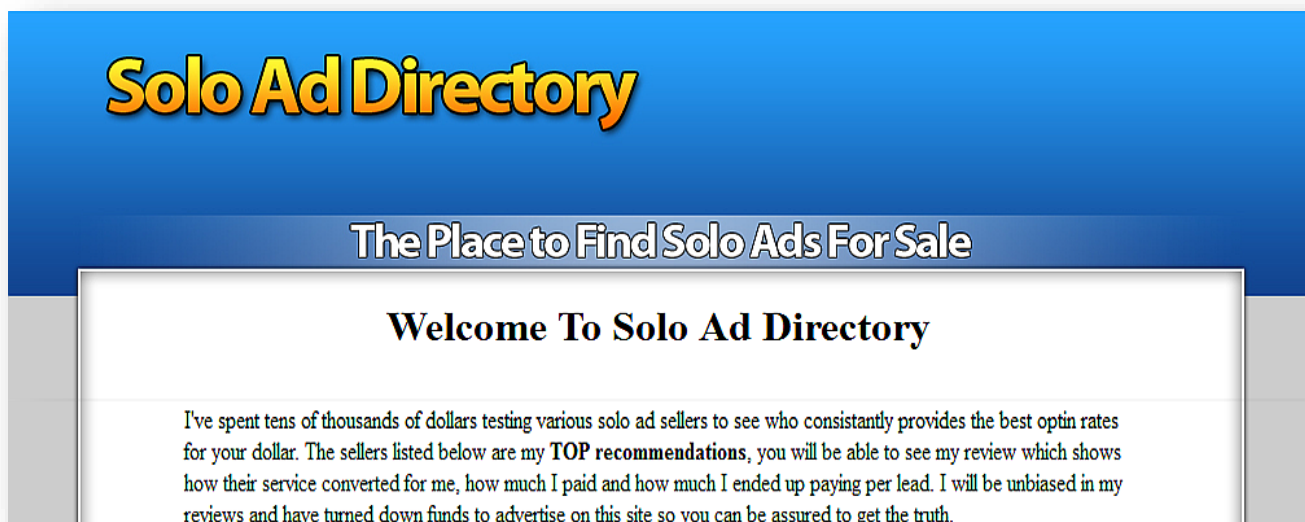 Solo Ad Directory
The Place to Find Solo Ads For Sale
Welcome To Solo Ad Directory
I've spent tens of thousands of dollars testing various solo ad sellers to see who consistantly provides the best optin rates
for your dollar. The sellers listed below are my TOP recommendations, you will be able to see my review which shows
how their service converted for me, how much I paid and how much I ended up paying per lead. I will be unbiased in my
reviews and have turned down funds to advertise on this site so you can be assured to get the truth.